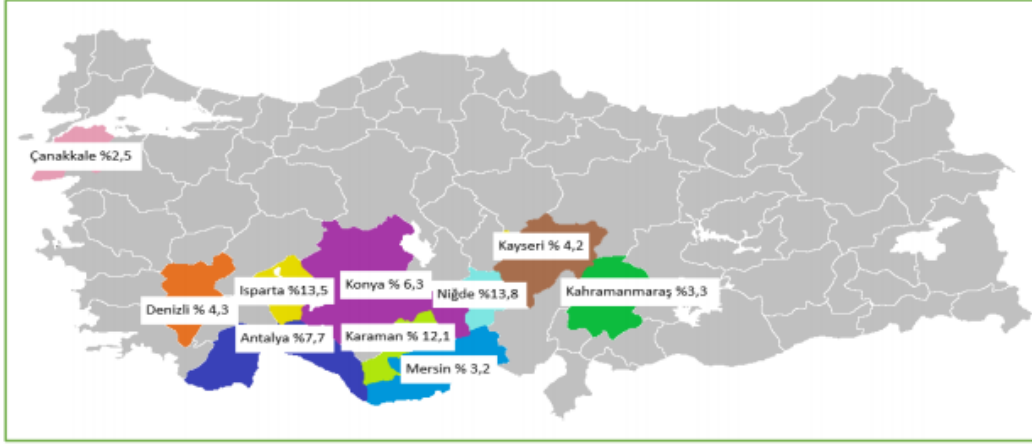 Çanakkale %2,5
Kayseri % 4,2
Isparta %13,5
Konya % 6,3
Niğde %13,8
Kahramanmaraş %3,3
Denizli % 4,3
Antalya %7,7
Karaman % 12,1
Mersin % 3,2